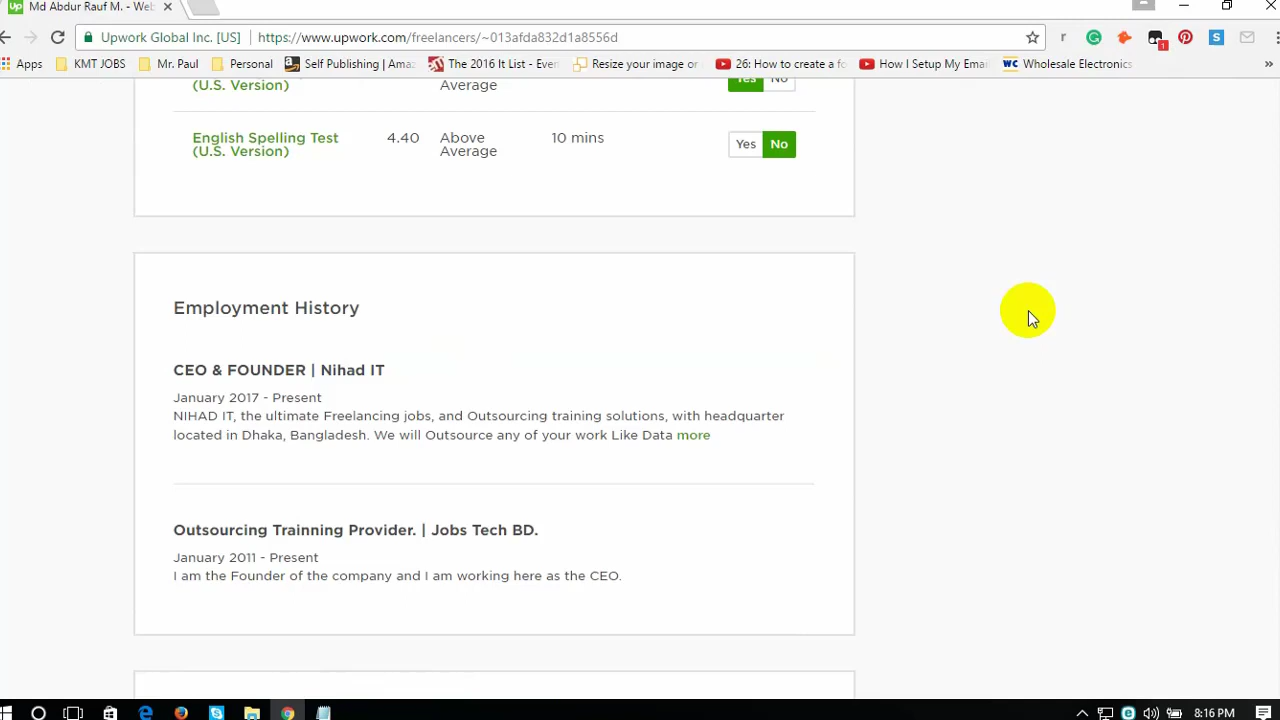 Md Abdur Rauf M. - Web
Upwork Global Inc. [US] https://www.upwork.com/freelancers/~013afda832d1a8556d
Apps KMT JOBS Mr. Paul Personal Self Publishing | Ama The 2016 It List - Even Resize your image or 26: How to create a fo How I Setup My Emai WC Wholesale Electronics »
(U.S. Version) Average Yes No
English Spelling Test 4.40 Above 10 mins Yes No
(U.S. Version) Average
Employment History
CEO & FOUNDER | Nihad IT
January 2017 - Present
NIHAD IT, the ultimate Freelancing jobs, and Outsourcing training solutions, with headquarter
located in Dhaka, Bangladesh. We will Outsource any of your work Like Data more
Outsourcing Trainning Provider. | Jobs Tech BD.
January 2011 - Present
I am the Founder of the company and I am working here as the CEO.
8:16 PM